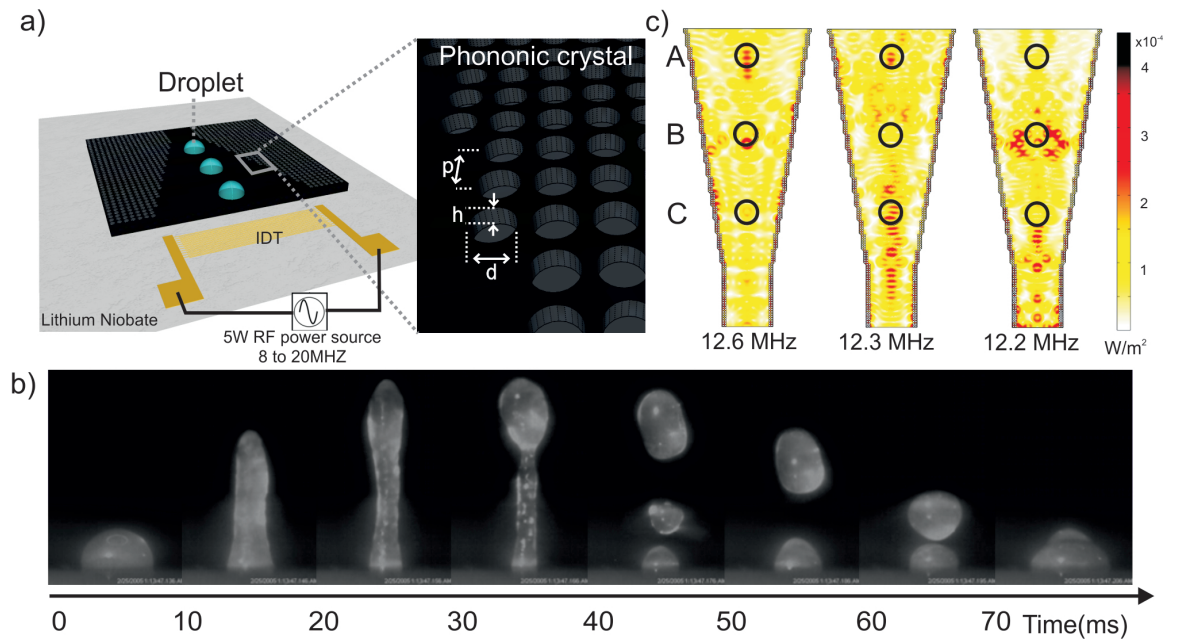 a)
Droplet
IDT
Lithium Niobate
5W RF power source
8 to 20MHZ
Phononic crystal
p
h
d
c)
A
B
C
12.6 MHz
12.3 MHz
12.2 MHz
x10⁻⁴
4
3
2
1
W/m²
b)
0 10 20 30 40 50 60 70 Time(ms)